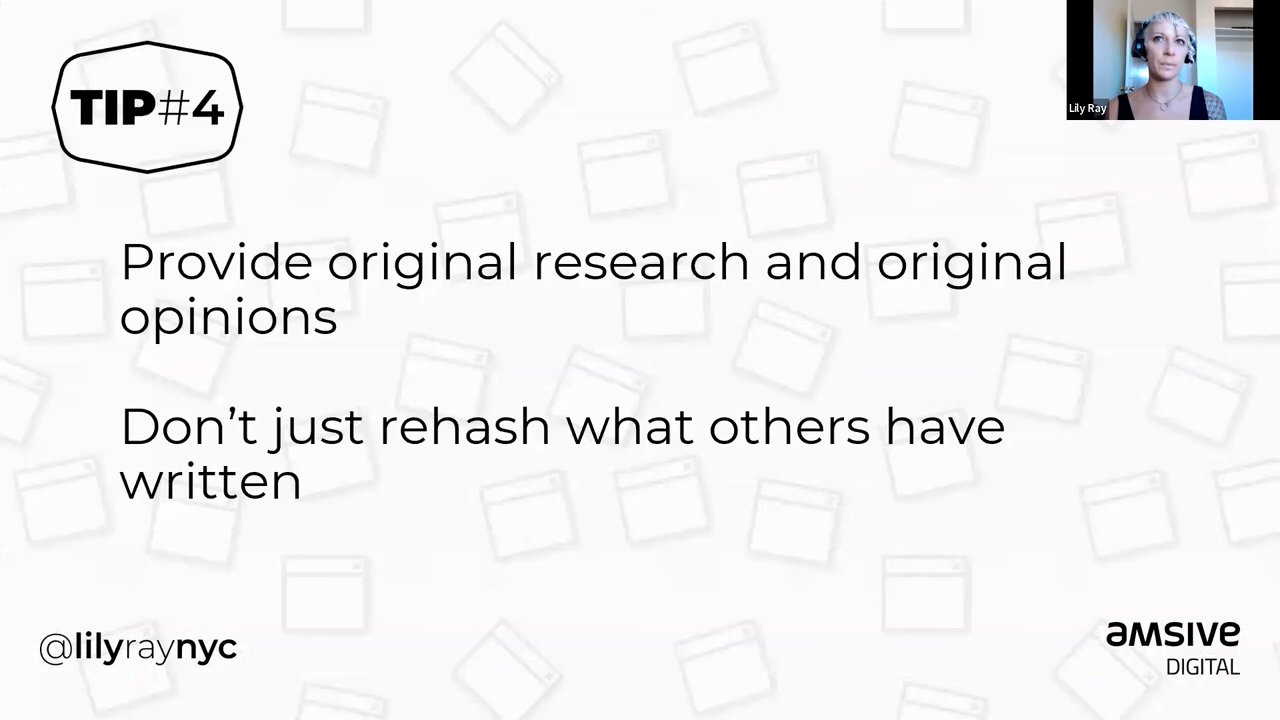 TIP#4
Lily Ray
Provide original research and original
opinions
Don’t just rehash what others have
written
@lilyraynyc
amsive
DIGITAL